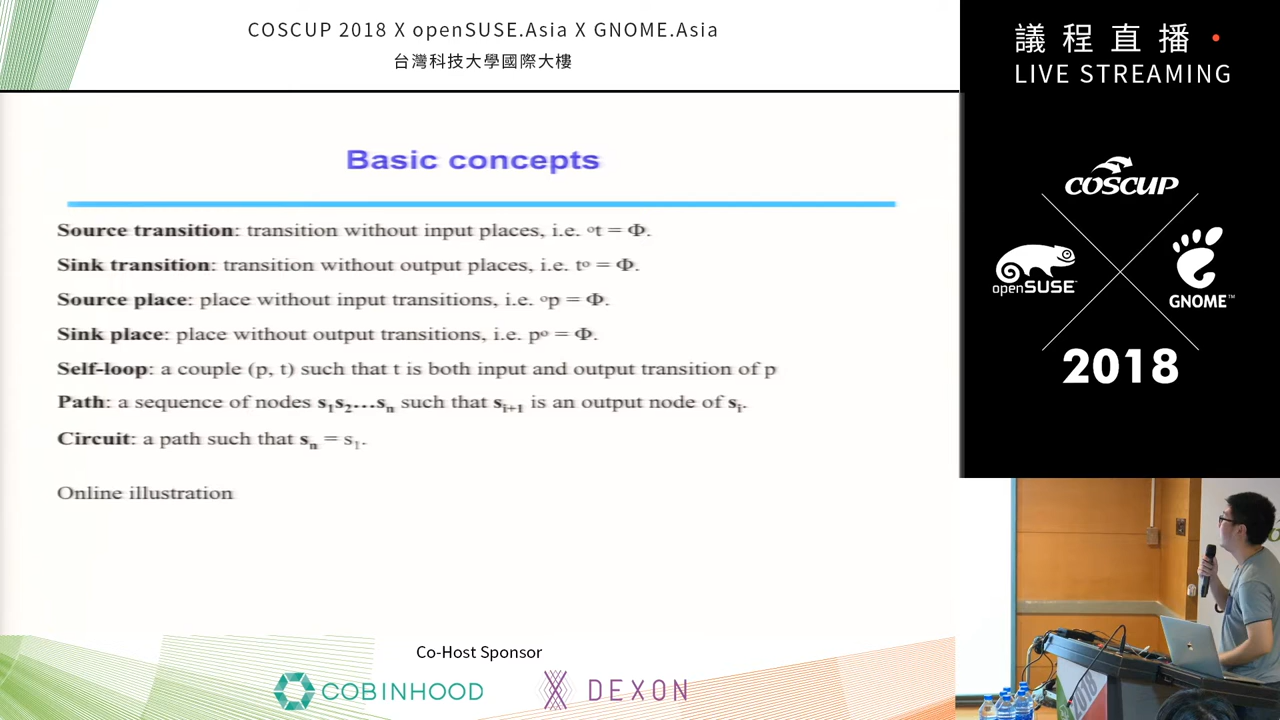 COSCUP 2018 X openSUSE.Asia X GNOME.Asia
台灣科技大學國際大樓
議程直播
LIVE STREAMING
COSCUP
openSUSE
GNOME™
2018
Basic concepts
Source transition: transition without input places, i.e. ᵒt = Φ.
Sink transition: transition without output places, i.e. tᵒ = Φ.
Source place: place without input transitions, i.e. ᵒp = Φ.
Sink place: place without output transitions, i.e. pᵒ = Φ.
Self-loop: a couple (p, t) such that t is both input and output transition of p
Path: a sequence of nodes s₁s₂…sₙ such that sᵢ₊₁ is an output node of sᵢ.
Circuit: a path such that sₙ = s₁.
Online illustration
Co-Host Sponsor
COBINHOOD
DEXON
2018